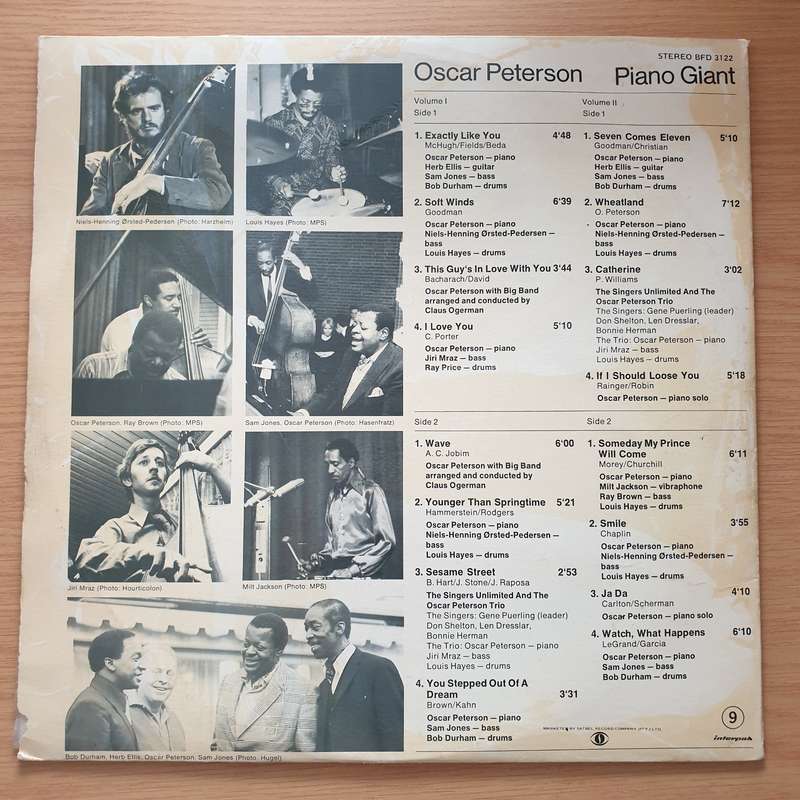 STEREO BFD 3122
Oscar Peterson Piano Giant
Volume I
Side 1
1. Exactly Like You 4'48
McHugh/Fields/Beda
Oscar Peterson – piano
Herb Ellis – guitar
Sam Jones – bass
Bob Durham – drums
2. Soft Winds 6'39
Goodman
Oscar Peterson – piano
Niels-Henning Ørsted-Pedersen –
bass
Louis Hayes – drums
3. This Guy's In Love With You 3'44
Bacharach/David
Oscar Peterson with Big Band
arranged and conducted by
Claus Ogerman
4. I Love You 5'10
C. Porter
Oscar Peterson – piano
Jiri Mraz – bass
Ray Price – drums
Volume II
Side 1
1. Seven Comes Eleven 5'10
Goodman/Christian
Oscar Peterson – piano
Herb Ellis – guitar
Sam Jones – bass
Bob Durham – drums
2. Wheatland 7'12
O. Peterson
Oscar Peterson – piano
Niels-Henning Ørsted-Pedersen –
bass
Louis Hayes – drums
3. Catherine 3'02
P. Williams
The Singers Unlimited And The
Oscar Peterson Trio
The Singers: Gene Puerling (leader)
Don Shelton, Len Dresslar,
Bonnie Herman
The Trio: Oscar Peterson – piano
Jiri Mraz – bass
Louis Hayes – drums
4. If I Should Loose You 5'18
Rainger/Robin
Oscar Peterson – piano solo
Side 2
1. Wave 6'00
A. C. Jobim
Oscar Peterson with Big Band
arranged and conducted by
Claus Ogerman
2. Younger Than Springtime 5'21
Hammerstein/Rodgers
Oscar Peterson – piano
Niels-Henning Ørsted-Pedersen –
bass
Louis Hayes – drums
3. Sesame Street 2'53
B. Hart/J. Stone/J. Raposa
The Singers Unlimited And The
Oscar Peterson Trio
The Singers: Gene Puerling (leader)
Don Shelton, Len Dresslar,
Bonnie Herman
The Trio: Oscar Peterson – piano
Jiri Mraz – bass
Louis Hayes – drums
4. You Stepped Out Of A
Dream 3'31
Brown/Kahn
Oscar Peterson – piano
Sam Jones – bass
Bob Durham – drums
Side 2
1. Someday My Prince
Will Come 6'11
Morey/Churchill
Oscar Peterson – piano
Milt Jackson – vibraphone
Ray Brown – bass
Louis Hayes – drums
2. Smile 3'55
Chaplin
Oscar Peterson – piano
Niels-Henning Ørsted-Pedersen –
bass
Louis Hayes – drums
3. Ja Da 4'10
Carlton/Scherman
Oscar Peterson – piano solo
4. Watch, What Happens 6'10
LeGrand/Garcia
Oscar Peterson – piano
Sam Jones – bass
Bob Durham – drums
Niels-Henning Ørsted-Pedersen (Photo: Harzheim)
Louis Hayes (Photo: MPS)
Oscar Peterson, Ray Brown (Photo: MPS)
Sam Jones, Oscar Peterson (Photo: Hasenfratz)
Jiri Mraz (Photo: Hourticolon)
Milt Jackson (Photo: MPS)
Bob Durham, Herb Ellis, Oscar Peterson, Sam Jones (Photo: Hugel)
MARKETED BY SATBEL RECORD COMPANY (PTY) LTD.
9
interpak